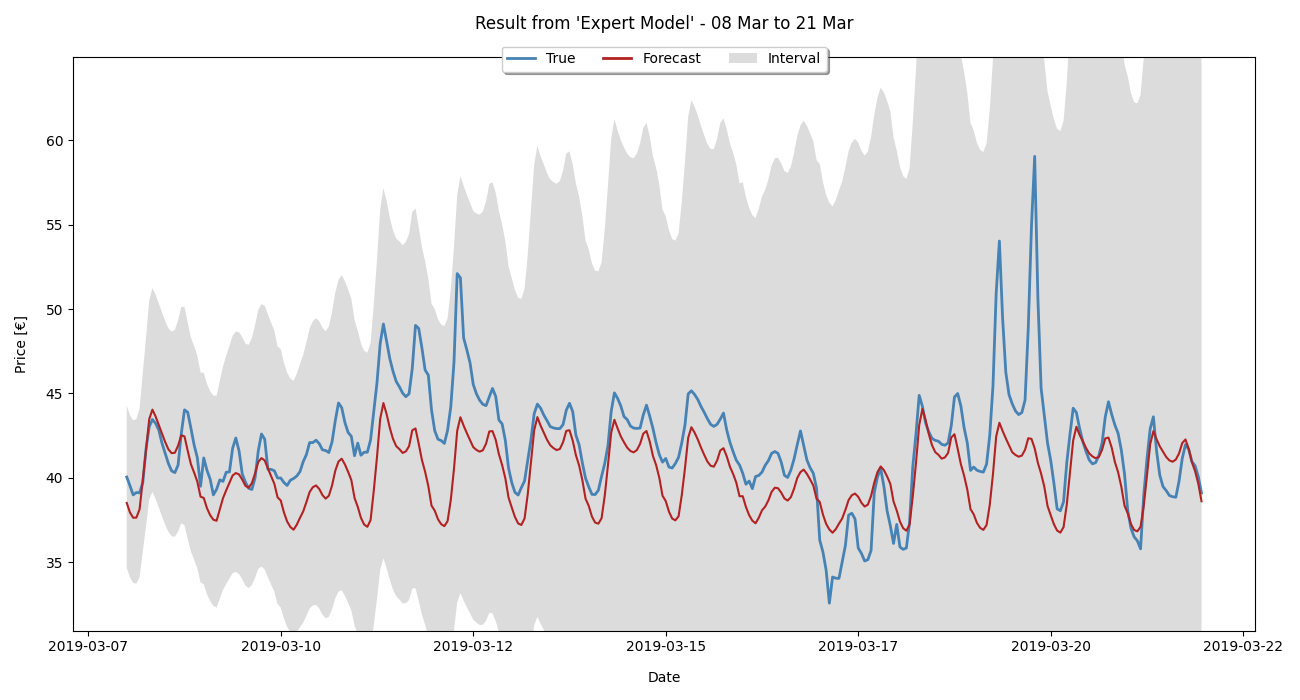 Result from 'Expert Model' - 08 Mar to 21 Mar
True Forecast Interval
60
55
50
45
40
35
Price [€]
2019-03-07 2019-03-10 2019-03-12 2019-03-15 2019-03-17 2019-03-20 2019-03-22
Date